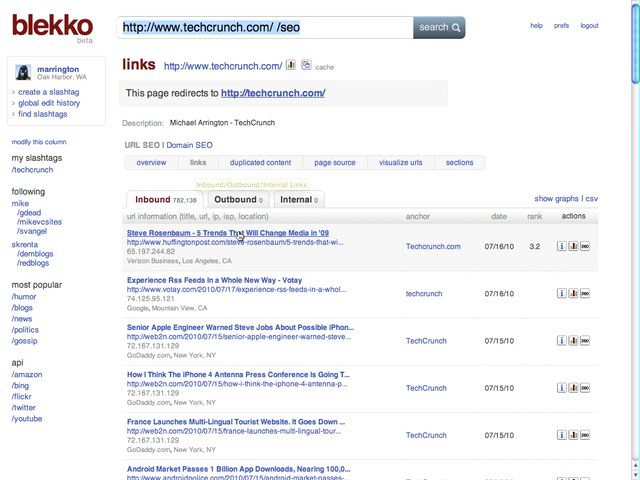 blekko
beta
http://www.techcrunch.com/ /seo
search
help prefs logout
marrington
Oak Harbor, WA
> create a slashtag
> global edit history
> find slashtags
modify this column
my slashtags
/techcrunch
following
mike
/gdead
/mikevcsites
/svangel
skrenta
/demblogs
/redblogs
most popular
/humor
/blogs
/news
/politics
/gossip
api
/amazon
/bing
/flickr
/twitter
/youtube
links http://www.techcrunch.com/ cache
This page redirects to http://techcrunch.com/
Description: Michael Arrington - TechCrunch
URL SEO | Domain SEO
overview links duplicated content page source visualize urls sections
Inbound/Outbound/Internal Links
Inbound 782,138 Outbound 0 Internal 0 show graphs | csv
url information (title, url, ip, isp, location) anchor date rank actions
Steve Rosenbaum - 5 Trends That Will Change Media in '09
http://www.huffingtonpost.com/steve-rosenbaum/5-trends-that-wi...
65.197.244.82
Verizon Business, Los Angeles, CA
Techcrunch.com 07/16/10 3.2
Experience Rss Feeds In a Whole New Way - Votay
http://www.votay.com/2010/07/17/experience-rss-feeds-in-a-whol...
74.125.95.121
Google, Mountain View, CA
techcrunch 07/16/10
Senior Apple Engineer Warned Steve Jobs About Possible iPhon...
http://web2n.com/2010/07/15/senior-apple-engineer-warned-steve...
72.167.131.129
GoDaddy.com, New York, NY
TechCrunch 07/15/10
How I Think The iPhone 4 Antenna Press Conference Is Going T...
http://web2n.com/2010/07/15/how-i-think-the-iphone-4-antenna-p...
72.167.131.129
GoDaddy.com, New York, NY
TechCrunch 07/15/10
France Launches Multi-Lingual Tourist Website. It Goes Down ...
http://web2n.com/2010/07/15/france-launches-multi-lingual-tour...
72.167.131.129
GoDaddy.com, New York, NY
TechCrunch 07/15/10
Android Market Passes 1 Billion App Downloads, Nearing 100,0...